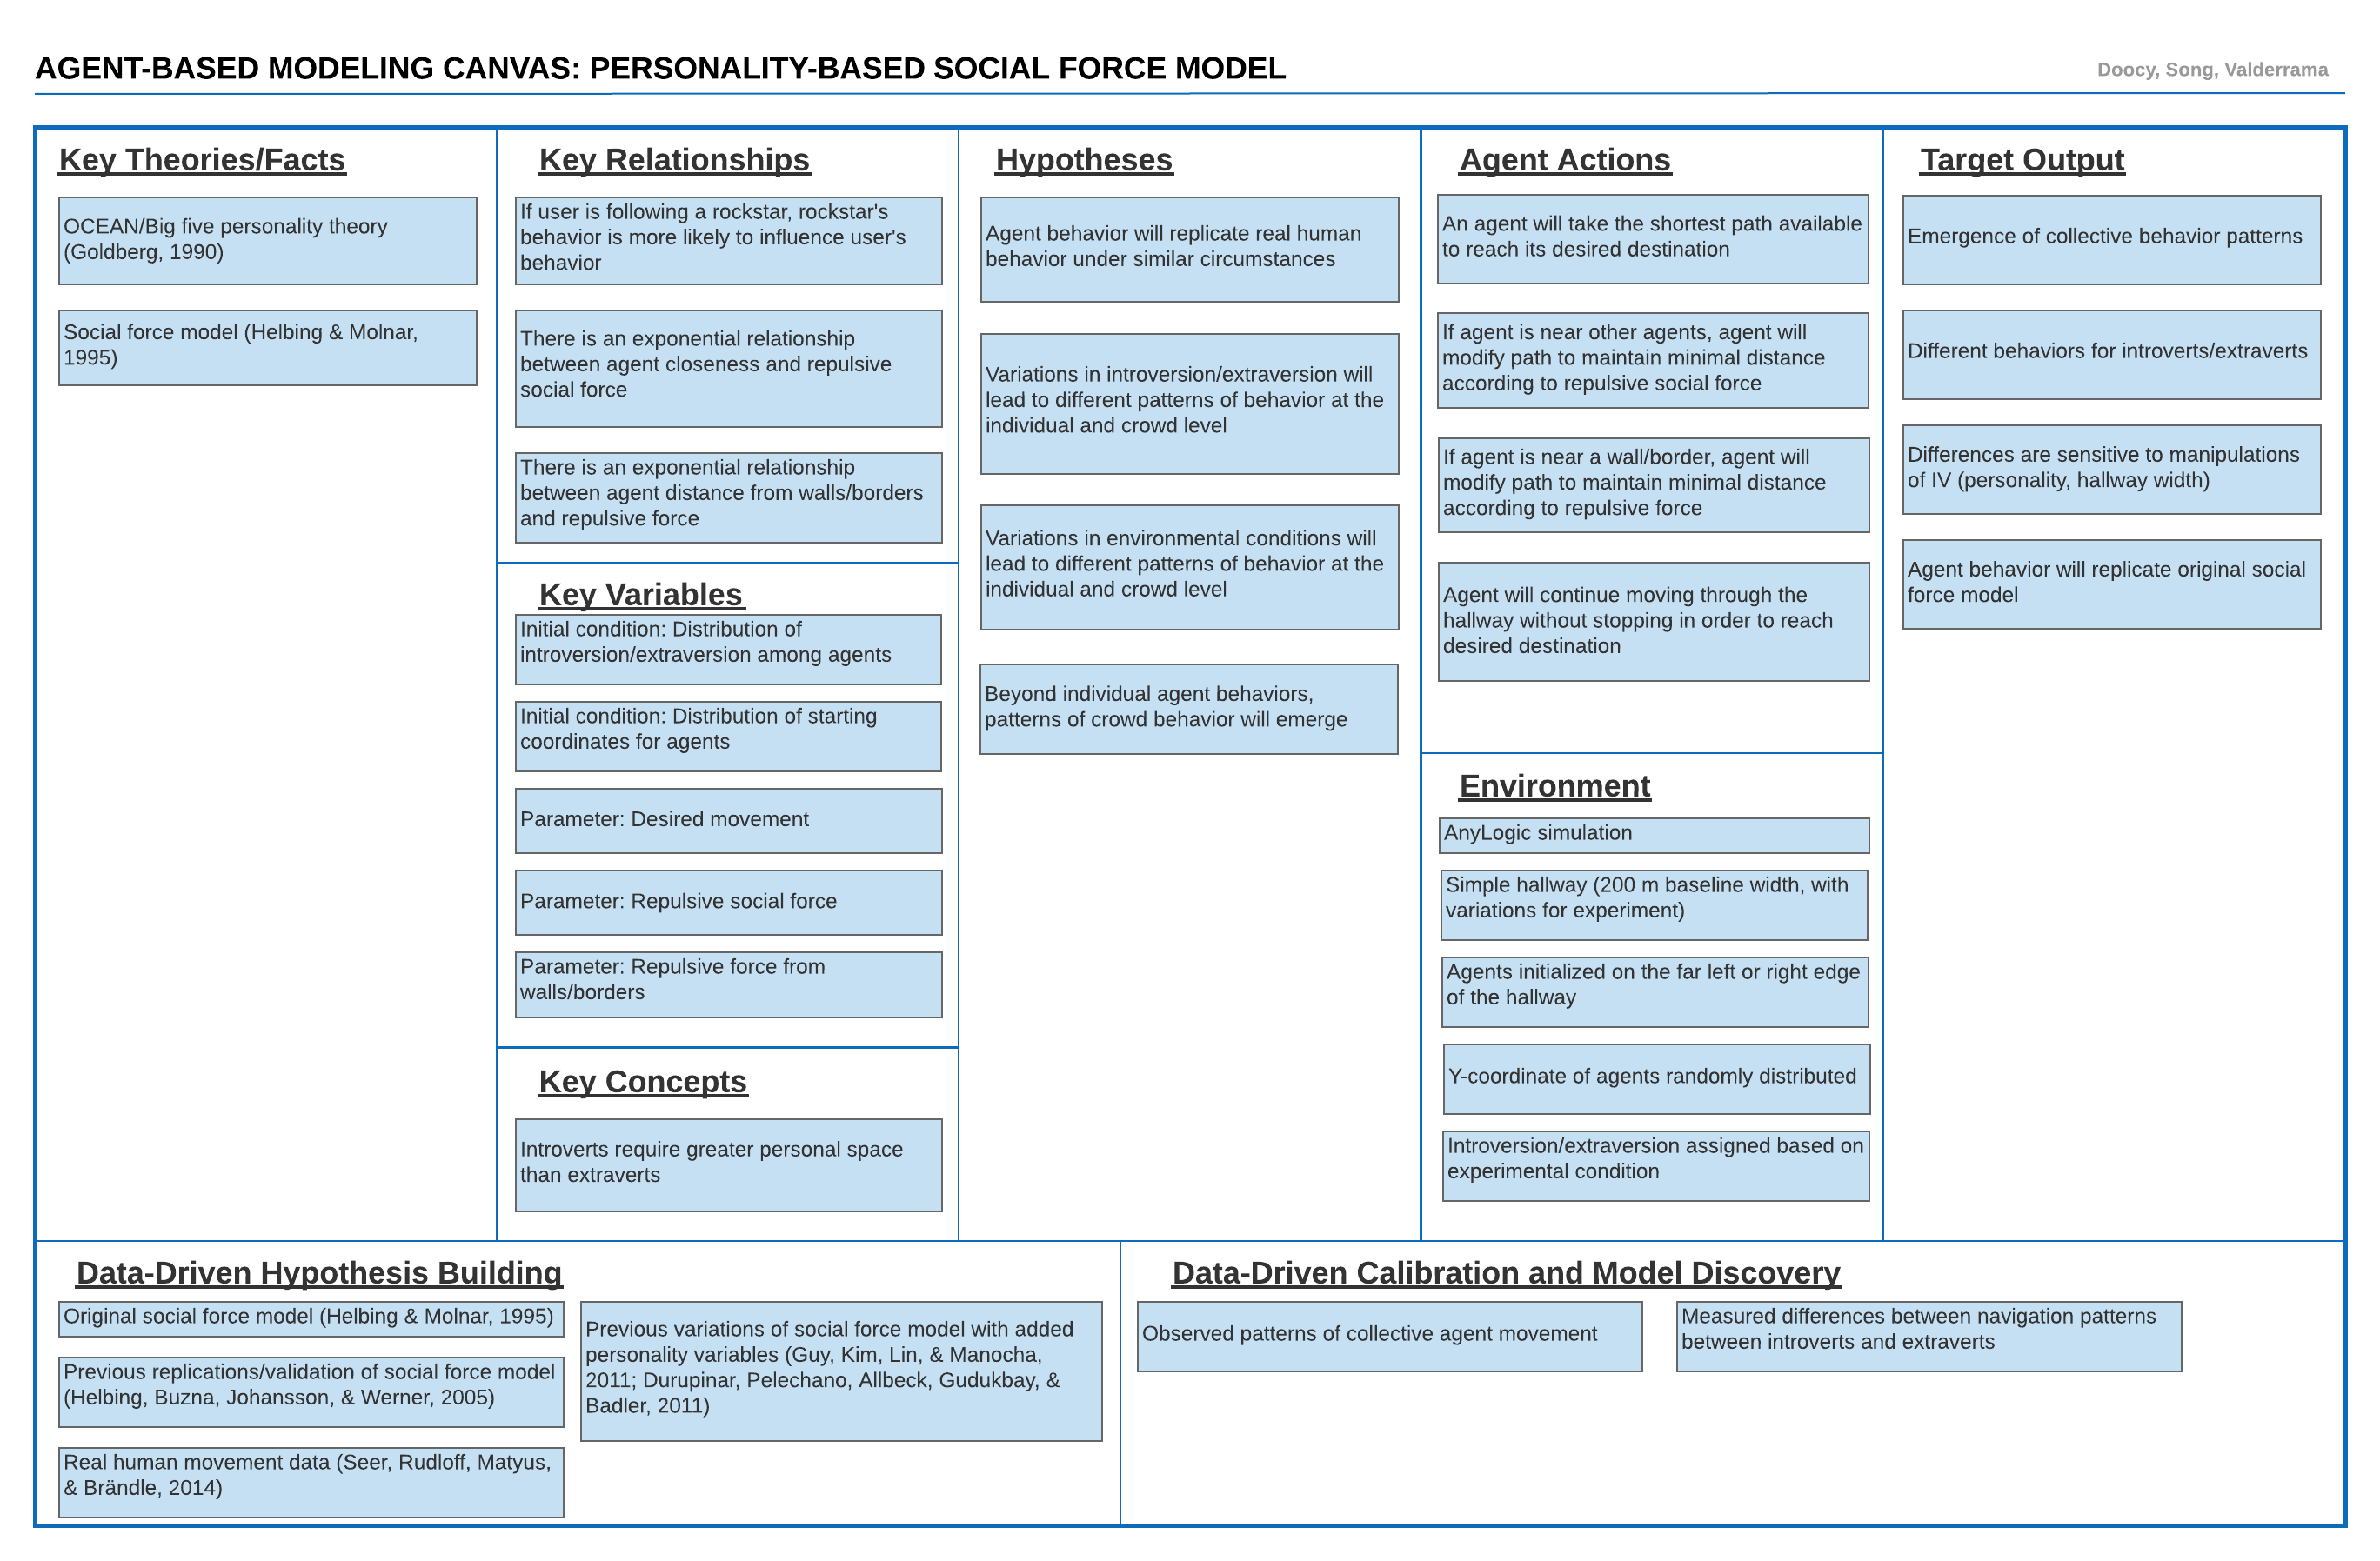 AGENT-BASED MODELING CANVAS: PERSONALITY-BASED SOCIAL FORCE MODEL
Doocy, Song, Valderrama
Key Theories/Facts
OCEAN/Big five personality theory
(Goldberg, 1990)
Social force model (Helbing & Molnar,
1995)
Key Relationships
If user is following a rockstar, rockstar's
behavior is more likely to influence user's
behavior
There is an exponential relationship
between agent closeness and repulsive
social force
There is an exponential relationship
between agent distance from walls/borders
and repulsive force
Key Variables
Initial condition: Distribution of
introversion/extraversion among agents
Initial condition: Distribution of starting
coordinates for agents
Parameter: Desired movement
Parameter: Repulsive social force
Parameter: Repulsive force from
walls/borders
Key Concepts
Introverts require greater personal space
than extraverts
Hypotheses
Agent behavior will replicate real human
behavior under similar circumstances
Variations in introversion/extraversion will
lead to different patterns of behavior at the
individual and crowd level
Variations in environmental conditions will
lead to different patterns of behavior at the
individual and crowd level
Beyond individual agent behaviors,
patterns of crowd behavior will emerge
Agent Actions
An agent will take the shortest path available
to reach its desired destination
If agent is near other agents, agent will
modify path to maintain minimal distance
according to repulsive social force
If agent is near a wall/border, agent will
modify path to maintain minimal distance
according to repulsive force
Agent will continue moving through the
hallway without stopping in order to reach
desired destination
Environment
AnyLogic simulation
Simple hallway (200 m baseline width, with
variations for experiment)
Agents initialized on the far left or right edge
of the hallway
Y-coordinate of agents randomly distributed
Introversion/extraversion assigned based on
experimental condition
Target Output
Emergence of collective behavior patterns
Different behaviors for introverts/extraverts
Differences are sensitive to manipulations
of IV (personality, hallway width)
Agent behavior will replicate original social
force model
Data-Driven Hypothesis Building
Original social force model (Helbing & Molnar, 1995)
Previous replications/validation of social force model
(Helbing, Buzna, Johansson, & Werner, 2005)
Real human movement data (Seer, Rudloff, Matyus,
& Brändle, 2014)
Previous variations of social force model with added
personality variables (Guy, Kim, Lin, & Manocha,
2011; Durupinar, Pelechano, Allbeck, Gudukbay, &
Badler, 2011)
Data-Driven Calibration and Model Discovery
Observed patterns of collective agent movement
Measured differences between navigation patterns
between introverts and extraverts